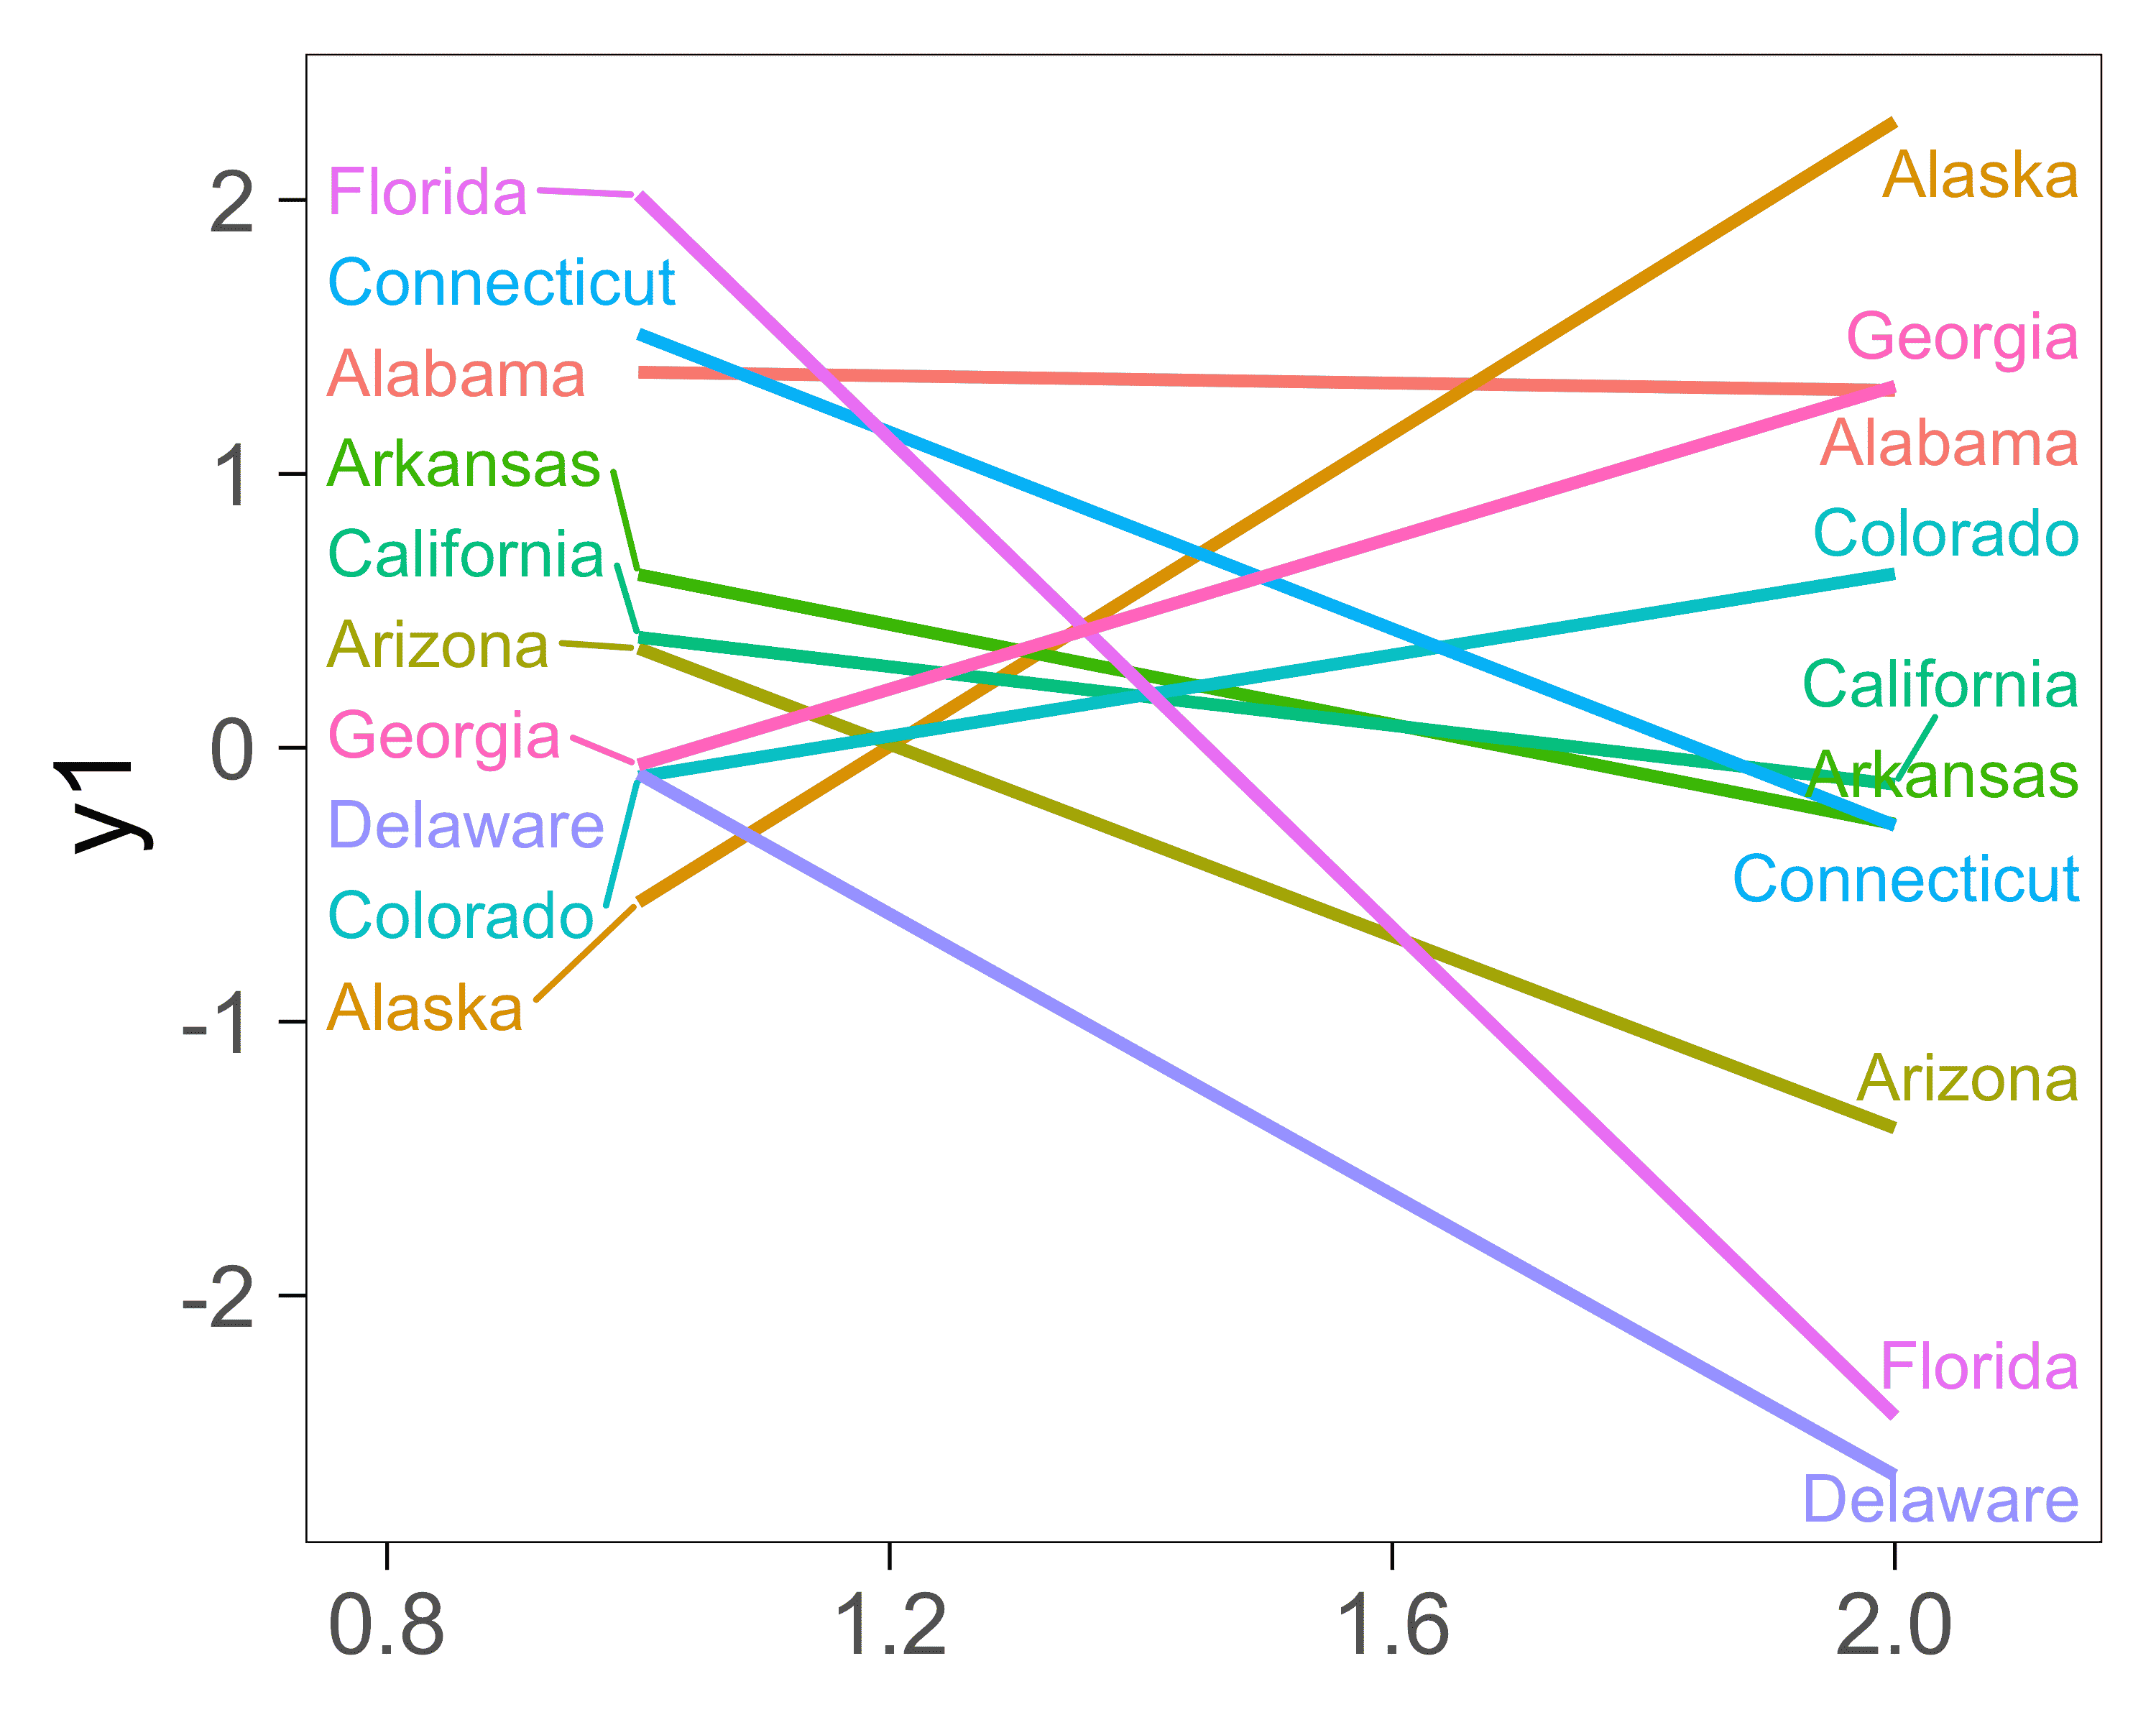 2
1
0
-1
-2
y1
Florida
Connecticut
Alabama
Arkansas
California
Arizona
Georgia
Delaware
Colorado
Alaska
Alaska
Georgia
Alabama
Colorado
California
Arkansas
Connecticut
Arizona
Florida
Delaware
0.8 1.2 1.6 2.0